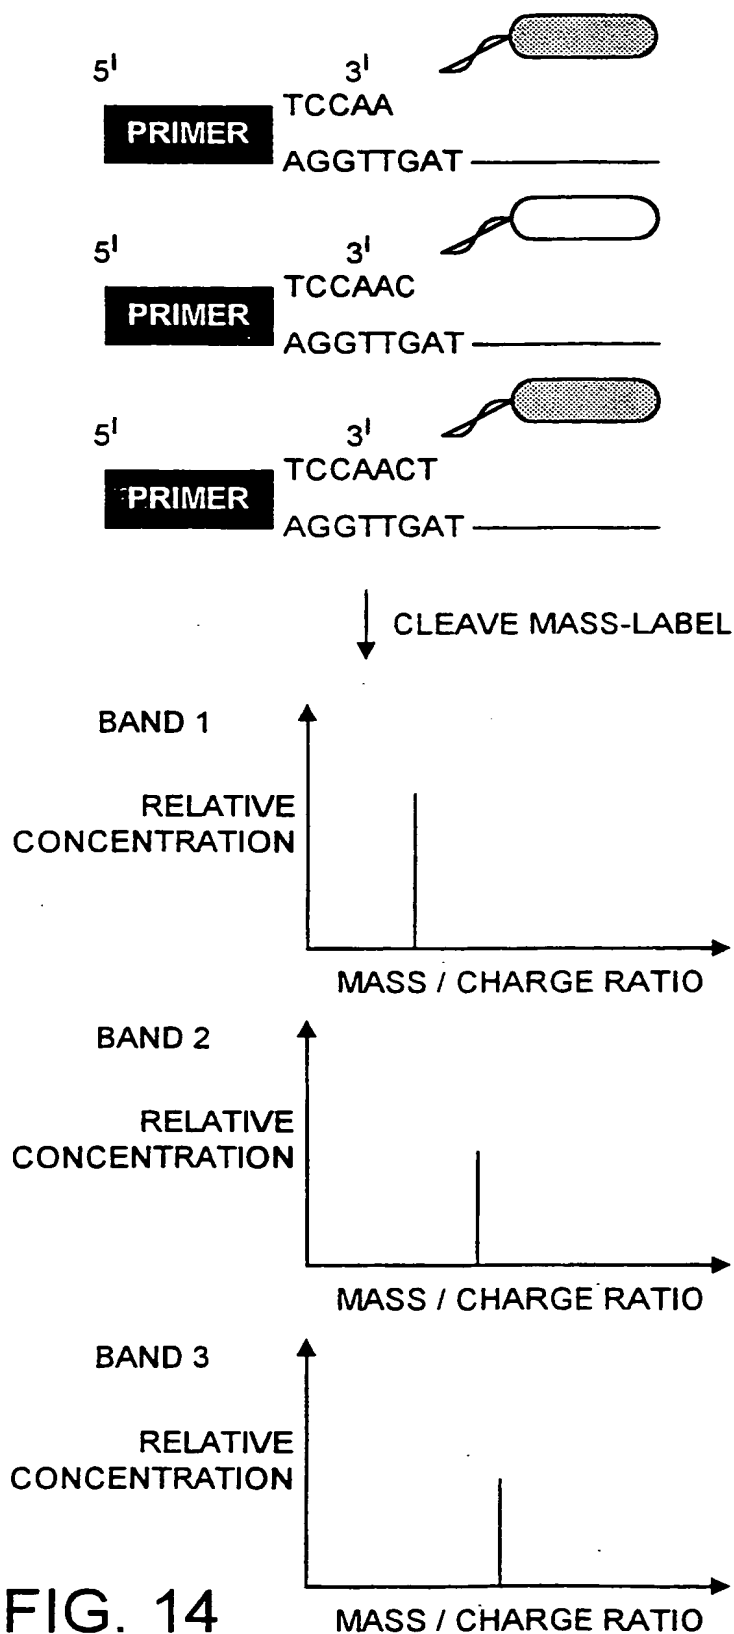 5' 3'
TCCAA
PRIMER
AGGTTGAT
5' 3'
TCCAAC
PRIMER
AGGTTGAT
5' 3'
TCCAACT
PRIMER
AGGTTGAT
CLEAVE MASS-LABEL
BAND 1
RELATIVE
CONCENTRATION
MASS / CHARGE RATIO
BAND 2
RELATIVE
CONCENTRATION
MASS / CHARGE RATIO
BAND 3
RELATIVE
CONCENTRATION
MASS / CHARGE RATIO
FIG. 14